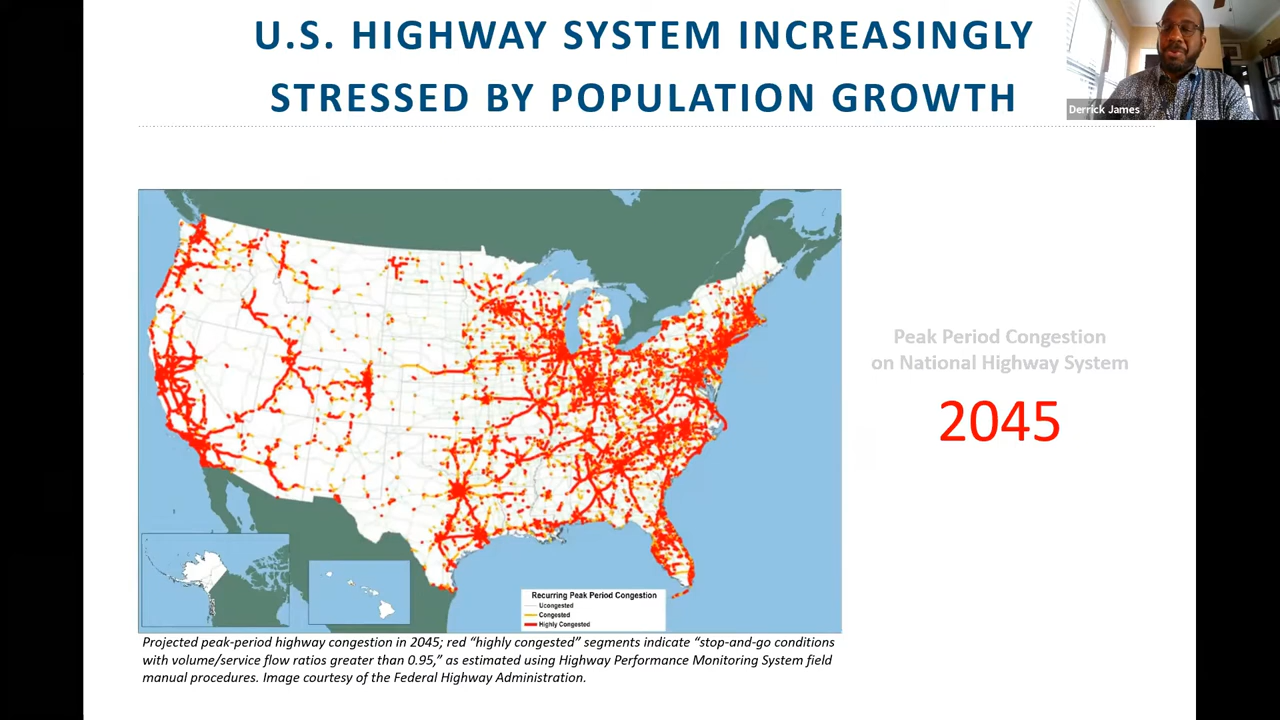 U.S. HIGHWAY SYSTEM INCREASINGLY
STRESSED BY POPULATION GROWTH
Derrick James
Peak Period Congestion
on National Highway System
2045
Recurring Peak Period Congestion
Ucongested
Congested
Highly Congested
Projected peak-period highway congestion in 2045; red “highly congested” segments indicate “stop-and-go conditions
with volume/service flow ratios greater than 0.95,” as estimated using Highway Performance Monitoring System field
manual procedures. Image courtesy of the Federal Highway Administration.